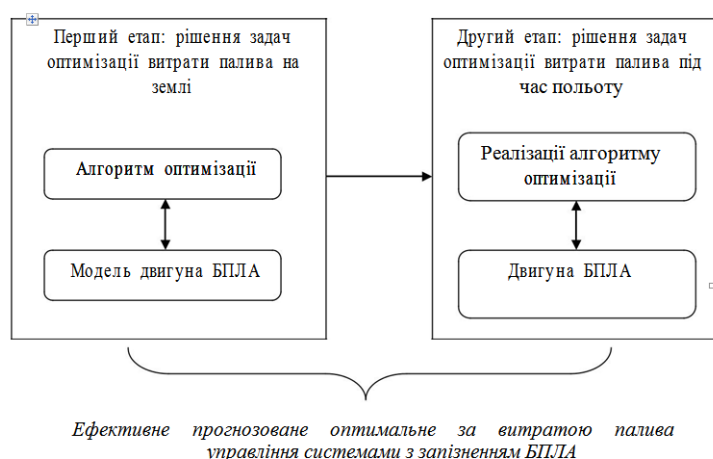 Перший етап: рішення задач
оптимізації витрати палива на
землі
Алгоритм оптимізації
Модель двигуна БПЛА
Другий етап: рішення задач
оптимізації витрати палива під
час польоту
Реалізації алгоритму
оптимізації
Двигуна БПЛА
Ефективне прогнозоване оптимальне за витратою палива
управління системами з запізненням БПЛА